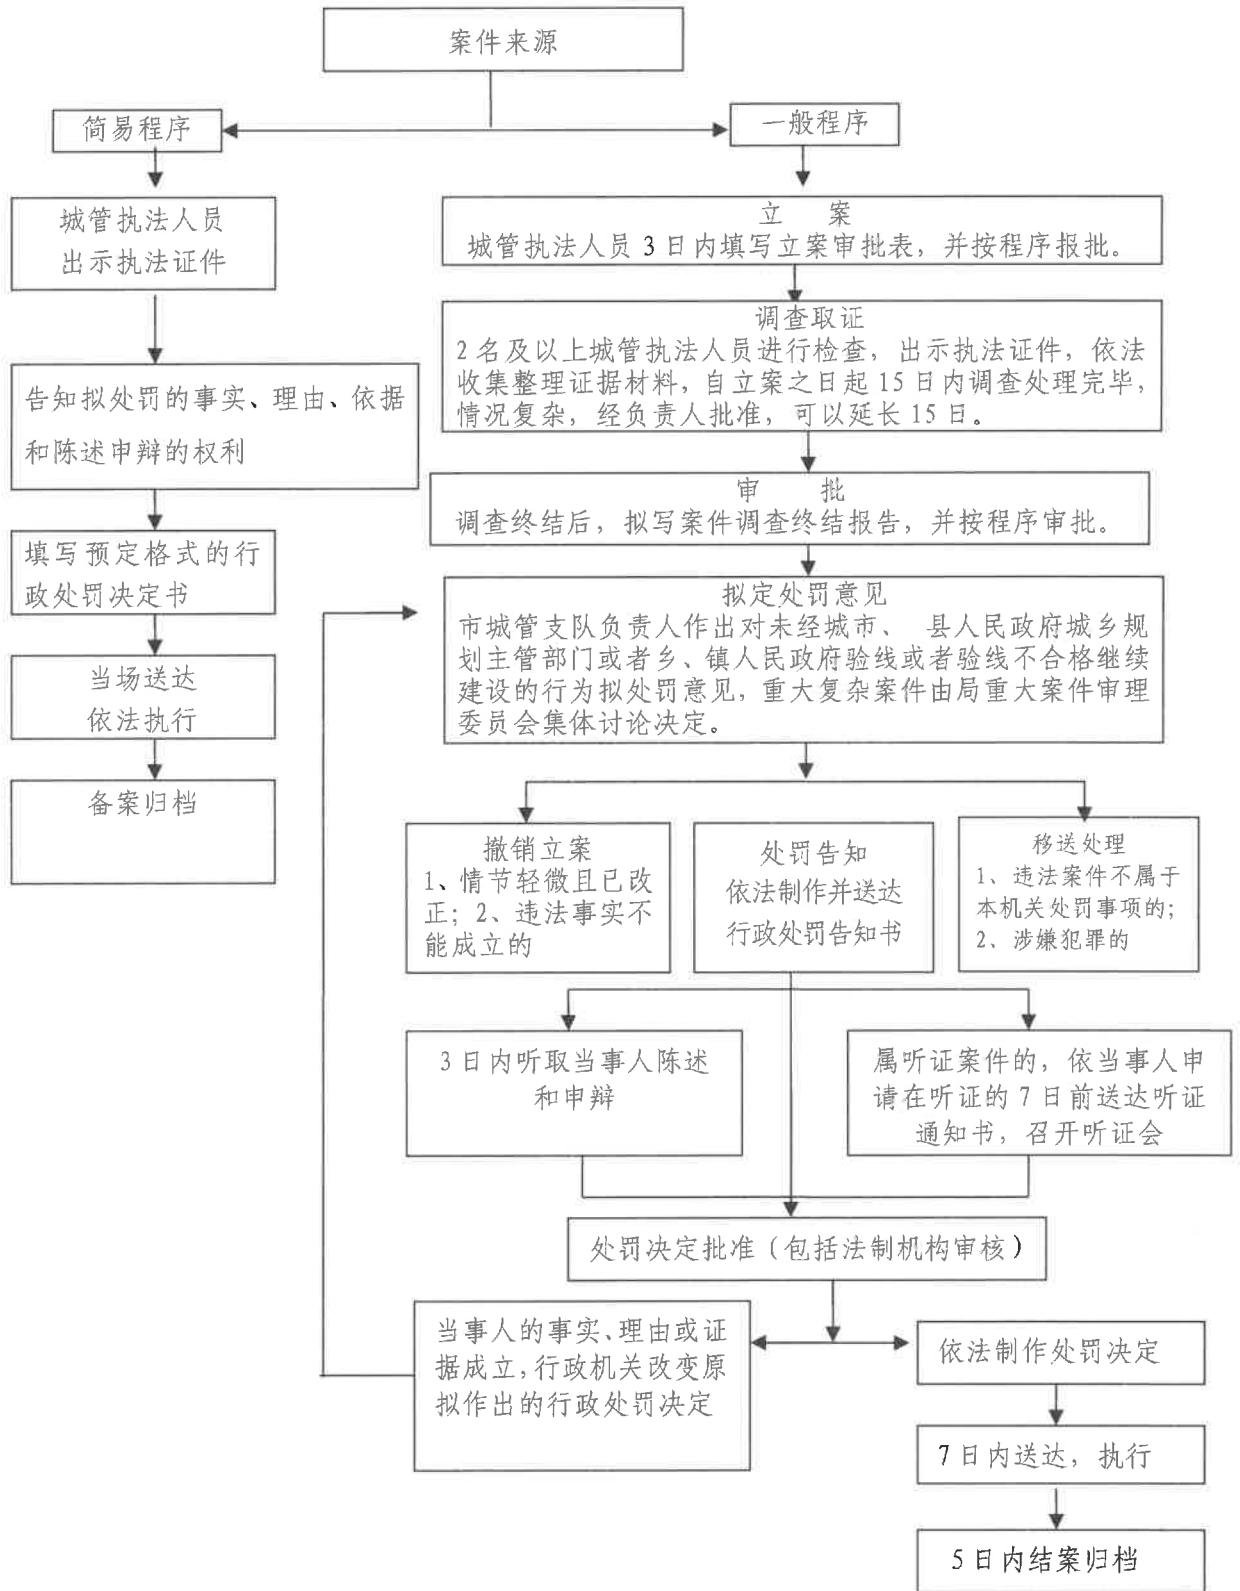 案件来源
简易程序
一般程序
城管执法人员
出示执法证件
告知拟处罚的事实、理由、依据
和陈述申辩的权利
填写预定格式的行
政处罚决定书
当场送达
依法执行
备案归档
立 案
城管执法人员 3 日内填写立案审批表，并按程序报批。
调查取证
2 名及以上城管执法人员进行检查，出示执法证件，依法
收集整理证据材料，自立案之日起 15 日内调查处理完毕，
情况复杂，经负责人批准，可以延长 15 日。
审 批
调查终结后，拟写案件调查终结报告，并按程序审批。
拟定处罚意见
市城管支队负责人作出对未经城市、 县人民政府城乡规
划主管部门或者乡、镇人民政府验线或者验线不合格继续
建设的行为拟处罚意见，重大复杂案件由局重大案件审理
委员会集体讨论决定。
撤销立案
1、情节轻微且已改
正；2、违法事实不
能成立的
处罚告知
依法制作并送达
行政处罚告知书
移送处理
1、违法案件不属于
本机关处罚事项的；
2、涉嫌犯罪的
3 日内听取当事人陈述
和申辩
属听证案件的，依当事人申
请在听证的 7 日前送达听证
通知书，召开听证会
处罚决定批准（包括法制机构审核）
当事人的事实、理由或证
据成立，行政机关改变原
拟作出的行政处罚决定
依法制作处罚决定
7 日内送达，执行
5 日内结案归档